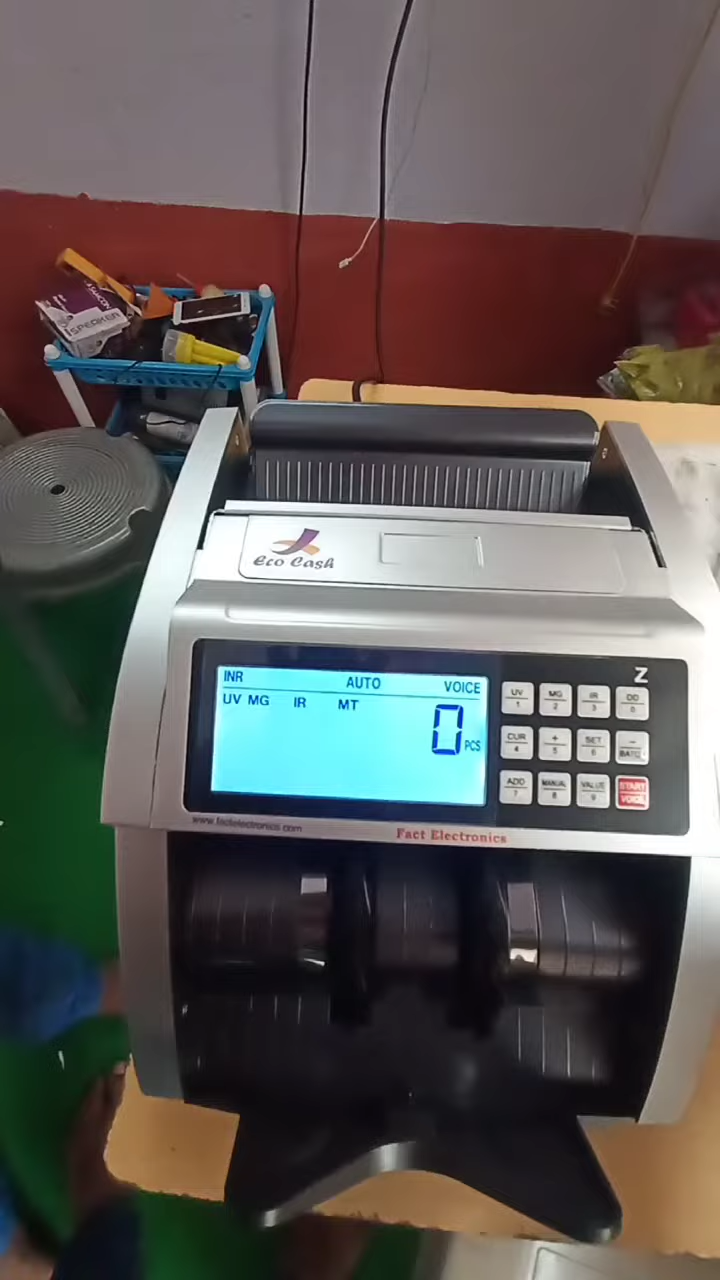 SPEAKER
Eco Cash
INR AUTO VOICE
UV MG IR MT
0 PCS
Z
UV 1
MG 2
IR 3
DD
CUR 4
+ 5
SET 6
- BATC
ADD 7
MANUAL 8
VALUE 9
START VOICE
www.factelectronics.com
Fact Electronics